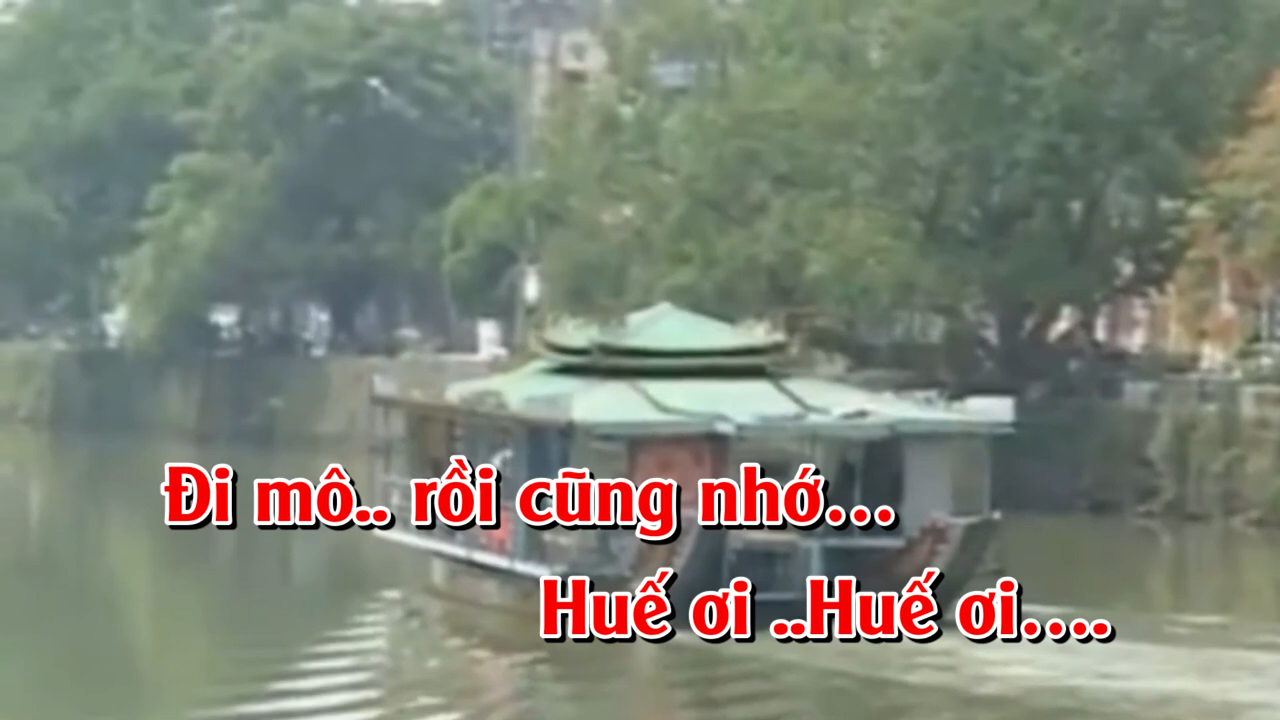 Đi mô.. rồi cũng nhớ...
Huế ơi ..Huế ơi....